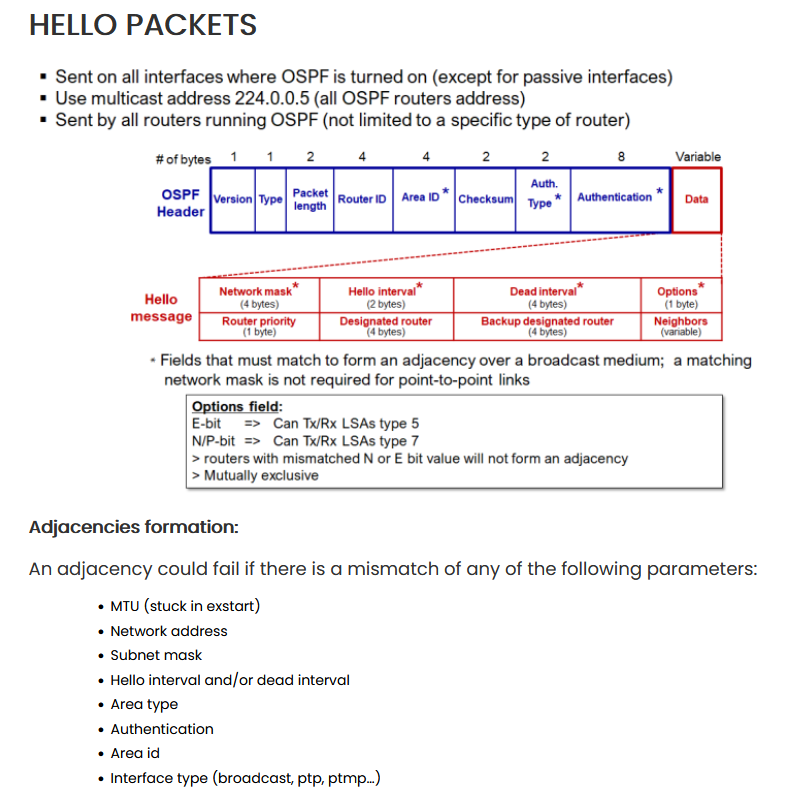 HELLO PACKETS
▪ Sent on all interfaces where OSPF is turned on (except for passive interfaces)
▪ Use multicast address 224.0.0.5 (all OSPF routers address)
▪ Sent by all routers running OSPF (not limited to a specific type of router)
# of bytes 1 1 2 4 4 2 2 8 Variable
OSPF Header
Version
Type
Packet length
Router ID
Area ID *
Checksum
Auth. Type *
Authentication *
Data
Hello message
Network mask* (4 bytes)
Hello interval* (2 bytes)
Dead interval* (4 bytes)
Options* (1 byte)
Router priority (1 byte)
Designated router (4 bytes)
Backup designated router (4 bytes)
Neighbors (variable)
* Fields that must match to form an adjacency over a broadcast medium; a matching
network mask is not required for point-to-point links
Options field:
E-bit => Can Tx/Rx LSAs type 5
N/P-bit => Can Tx/Rx LSAs type 7
> routers with mismatched N or E bit value will not form an adjacency
> Mutually exclusive
Adjacencies formation:
An adjacency could fail if there is a mismatch of any of the following parameters:
• MTU (stuck in exstart)
• Network address
• Subnet mask
• Hello interval and/or dead interval
• Area type
• Authentication
• Area id
• Interface type (broadcast, ptp, ptmp...)